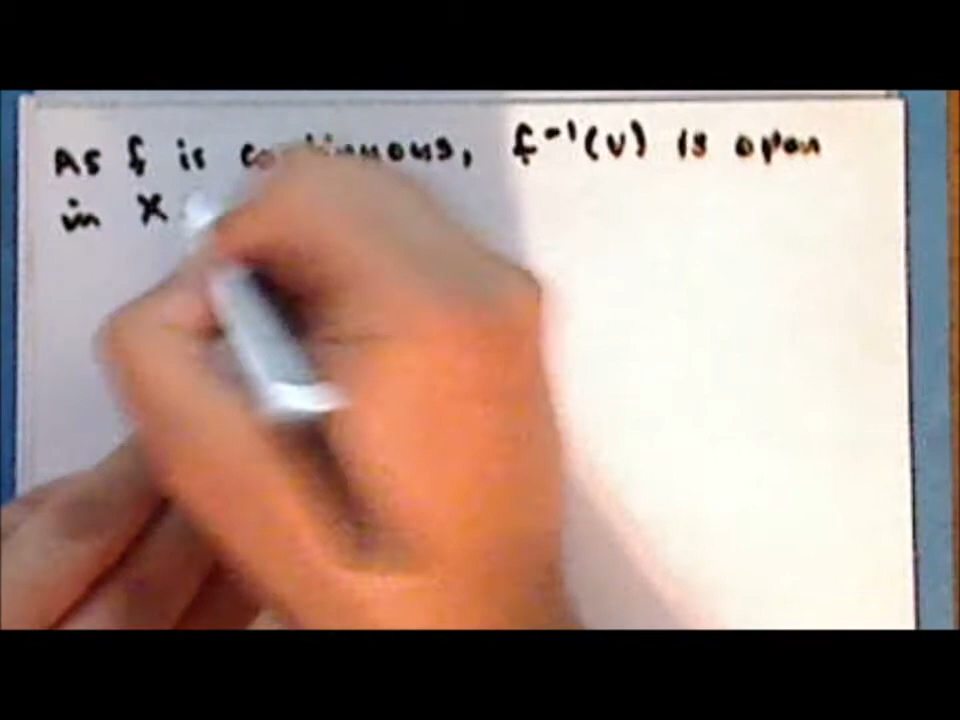 As f is continuous, f⁻¹(V) is open
in X